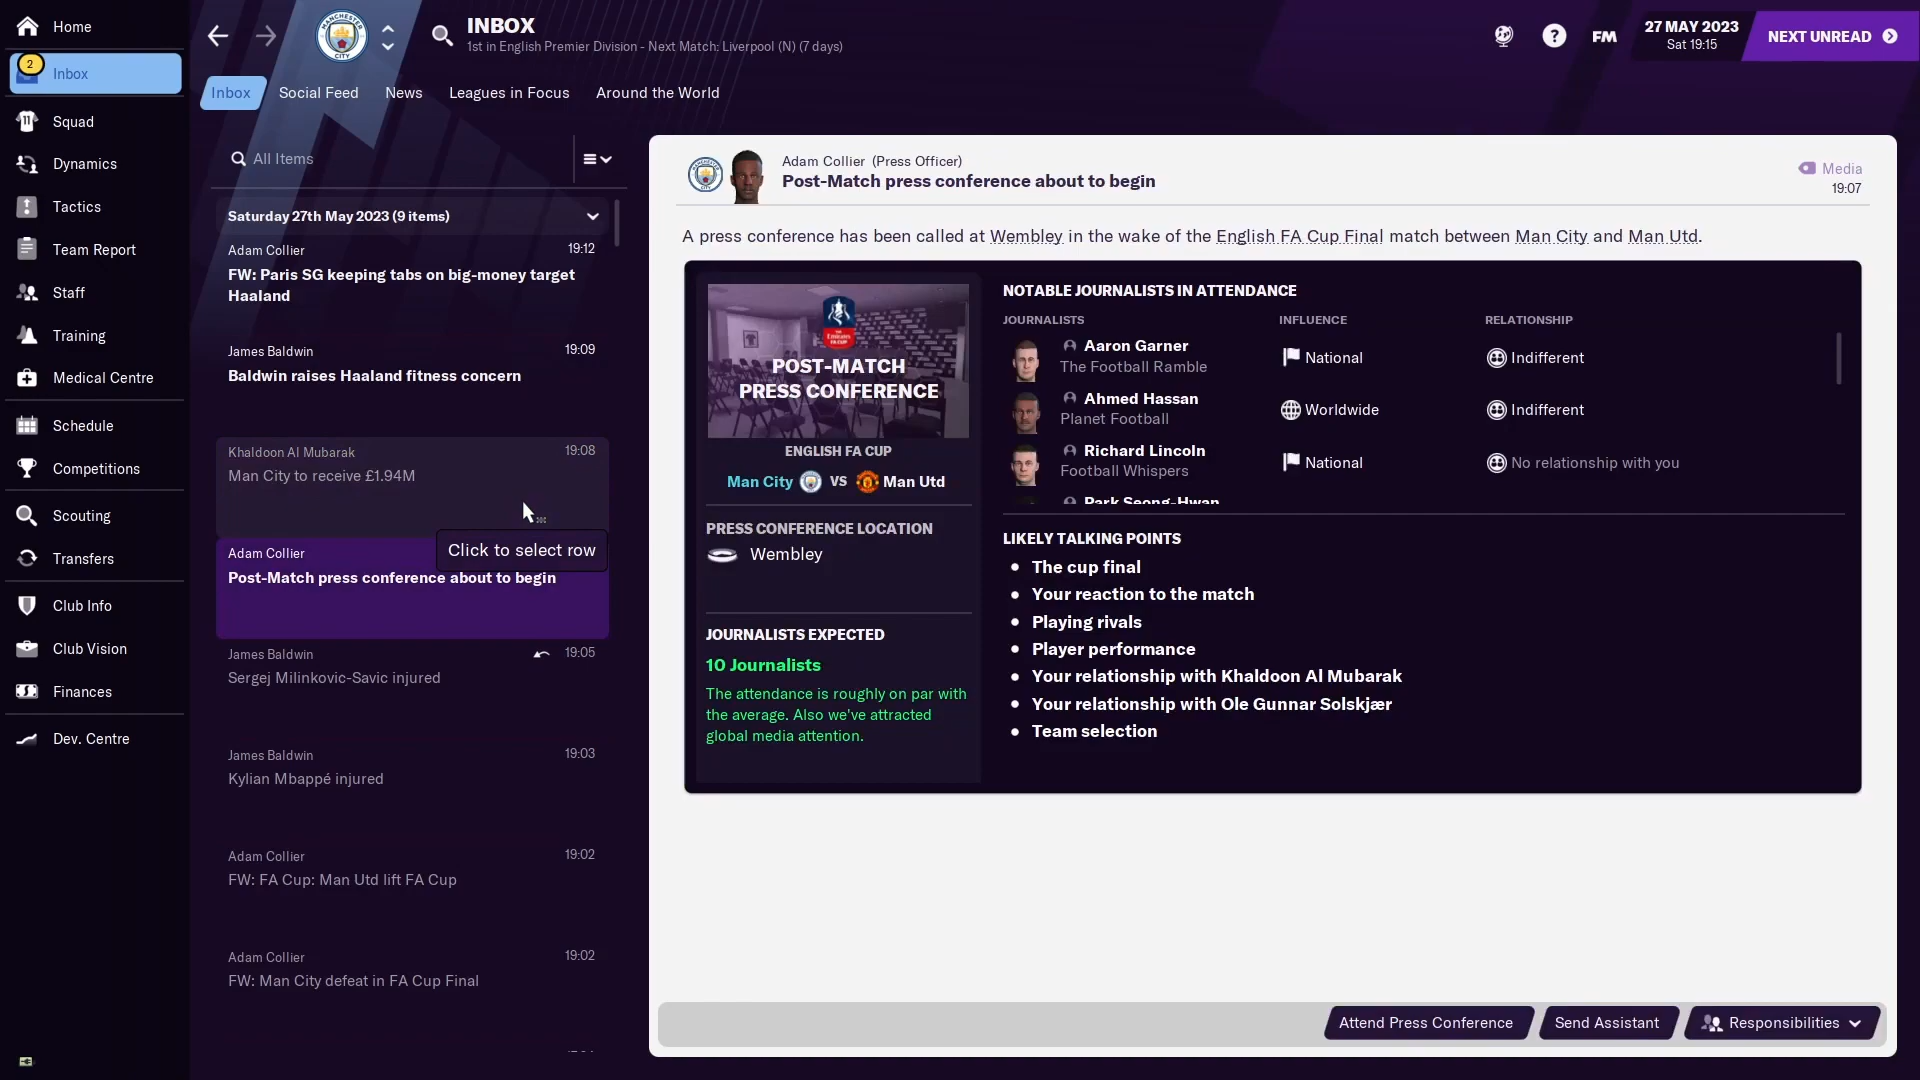 Home
2
Inbox
Squad
Dynamics
Tactics
Team Report
Staff
Training
Medical Centre
Schedule
Competitions
Scouting
Transfers
Club Info
Club Vision
Finances
Dev. Centre
MANCHESTER
CITY
INBOX
1st in English Premier Division - Next Match: Liverpool (N) (7 days)
?
FM
27 MAY 2023
Sat 19:15
NEXT UNREAD
Inbox
Social Feed
News
Leagues in Focus
Around the World
All Items
Saturday 27th May 2023 (9 items)
Adam Collier
19:12
FW: Paris SG keeping tabs on big-money target
Haaland
James Baldwin
19:09
Baldwin raises Haaland fitness concern
Khaldoon Al Mubarak
19:08
Man City to receive £1.94M
Click to select row
Adam Collier
Post-Match press conference about to begin
James Baldwin
19:05
Sergej Milinkovic-Savic injured
James Baldwin
19:03
Kylian Mbappé injured
Adam Collier
19:02
FW: FA Cup: Man Utd lift FA Cup
Adam Collier
19:02
FW: Man City defeat in FA Cup Final
Adam Collier (Press Officer)
Post-Match press conference about to begin
Media
19:07
A press conference has been called at Wembley in the wake of the English FA Cup Final match between Man City and Man Utd.
Emirates
FA CUP
POST-MATCH
PRESS CONFERENCE
ENGLISH FA CUP
Man City VS Man Utd
PRESS CONFERENCE LOCATION
Wembley
JOURNALISTS EXPECTED
10 Journalists
The attendance is roughly on par with
the average. Also we've attracted
global media attention.
NOTABLE JOURNALISTS IN ATTENDANCE
JOURNALISTS INFLUENCE RELATIONSHIP
Aaron Garner
The Football Ramble
National
Indifferent
Ahmed Hassan
Planet Football
Worldwide
Indifferent
Richard Lincoln
Football Whispers
National
No relationship with you
Park Seong-Hwan
LIKELY TALKING POINTS
• The cup final
• Your reaction to the match
• Playing rivals
• Player performance
• Your relationship with Khaldoon Al Mubarak
• Your relationship with Ole Gunnar Solskjær
• Team selection
Attend Press Conference
Send Assistant
Responsibilities